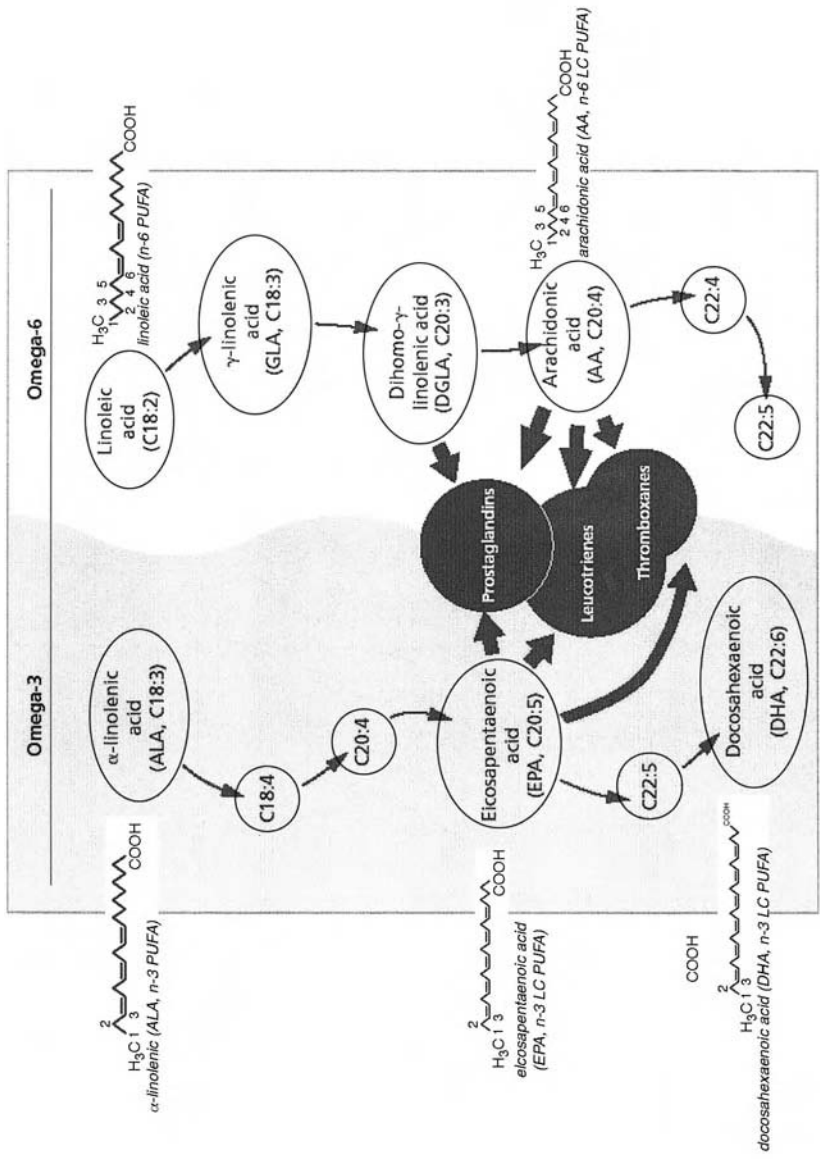 Omega-3
Omega-6
2
H₃C 1 3
COOH
α-linolenic (ALA, n-3 PUFA)
α-linolenic
acid
(ALA, C18:3)
C18:4
C20:4
2
H₃C 1 3
COOH
elcosapentaenoic acid
(EPA, n-3 LC PUFA)
Eicosapentaenoic
acid
(EPA, C20:5)
C22:5
COOH
2
H₃C 1 3
COOH
docosahexaenoic acid (DHA, n-3 LC PUFA)
Docosahexaenoic
acid
(DHA, C22:6)
Prostaglandins
Leucotrienes
Thromboxanes
H₃C
1 3 5
2 4 6
COOH
linoleic acid (n-6 PUFA)
Linoleic
acid
(C18:2)
γ-linolenic
acid
(GLA, C18:3)
Dihomo-γ-
linolenic acid
(DGLA, C20:3)
H₃C
1 3 5
2 4 6
COOH
arachidonic acid (AA, n-6 LC PUFA)
Arachidonic
acid
(AA, C20:4)
C22:4
C22:5